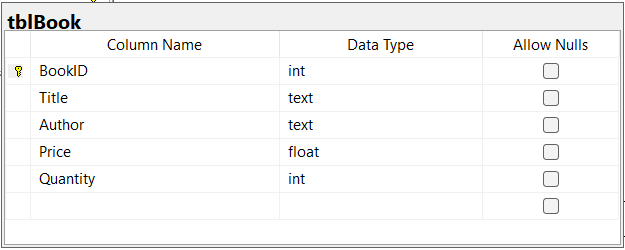 tblBook
Column Name Data Type Allow Nulls
BookID int
Title text
Author text
Price float
Quantity int